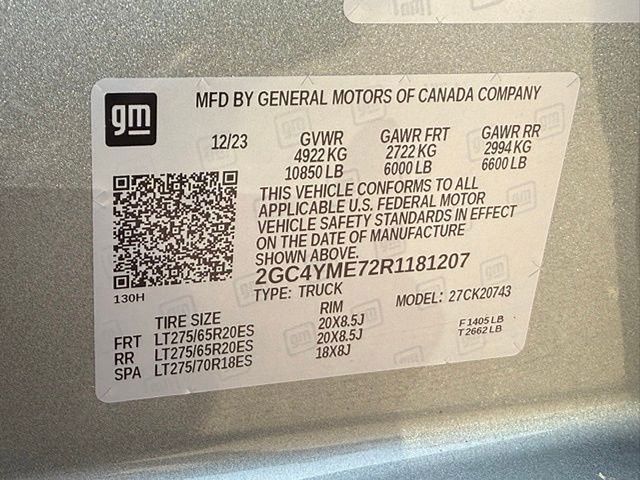 gm
MFD BY GENERAL MOTORS OF CANADA COMPANY
12/23 GVWR GAWR FRT GAWR RR
4922 KG 2722 KG 2994 KG
10850 LB 6000 LB 6600 LB
THIS VEHICLE CONFORMS TO ALL
APPLICABLE U.S. FEDERAL MOTOR
VEHICLE SAFETY STANDARDS IN EFFECT
ON THE DATE OF MANUFACTURE
SHOWN ABOVE.
2GC4YME72R1181207
130H
TYPE: TRUCK MODEL: 27CK20743
TIRE SIZE RIM
FRT LT275/65R20ES 20X8.5J F1405 LB
RR LT275/65R20ES 20X8.5J T2662 LB
SPA LT275/70R18ES 18X8J